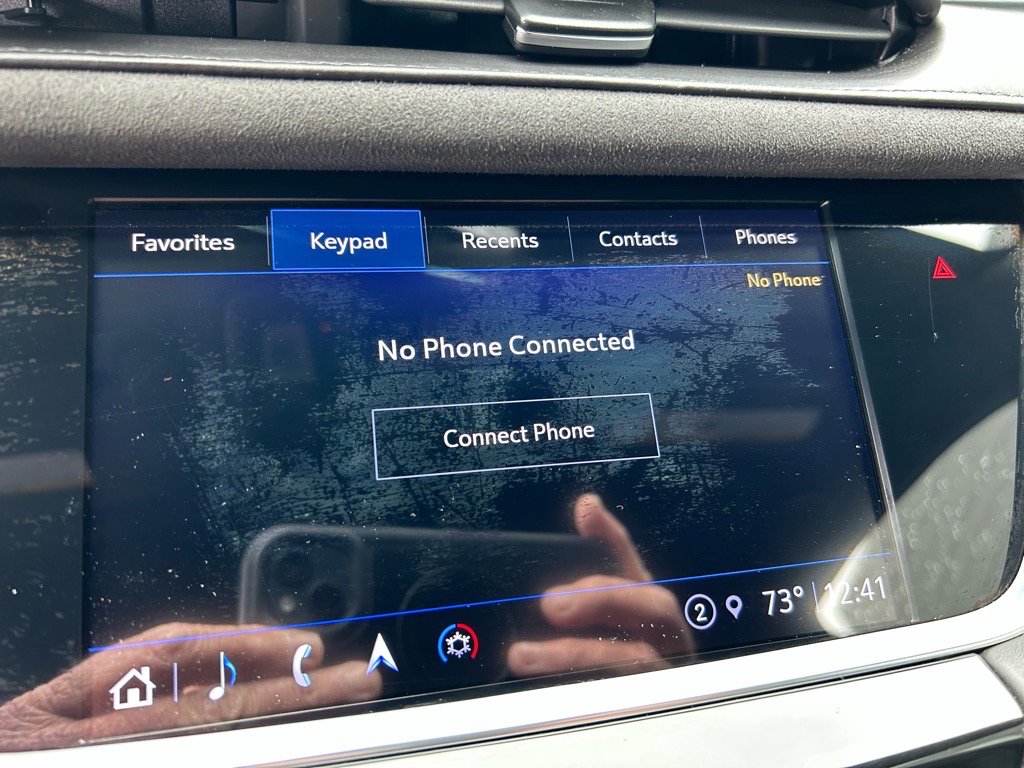 Favorites Keypad Recents Contacts Phones
No Phone
No Phone Connected
Connect Phone
2 73° 12:41